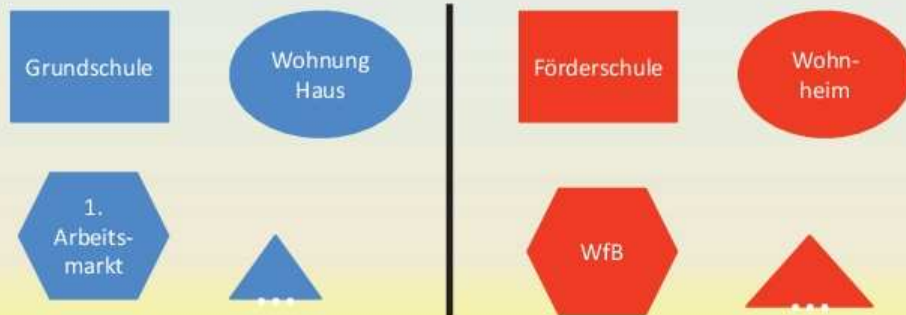 Grundschule
Wohnung
Haus
Förderschule
Wohn-
heim
1.
Arbeits-
markt
...
WfB
...